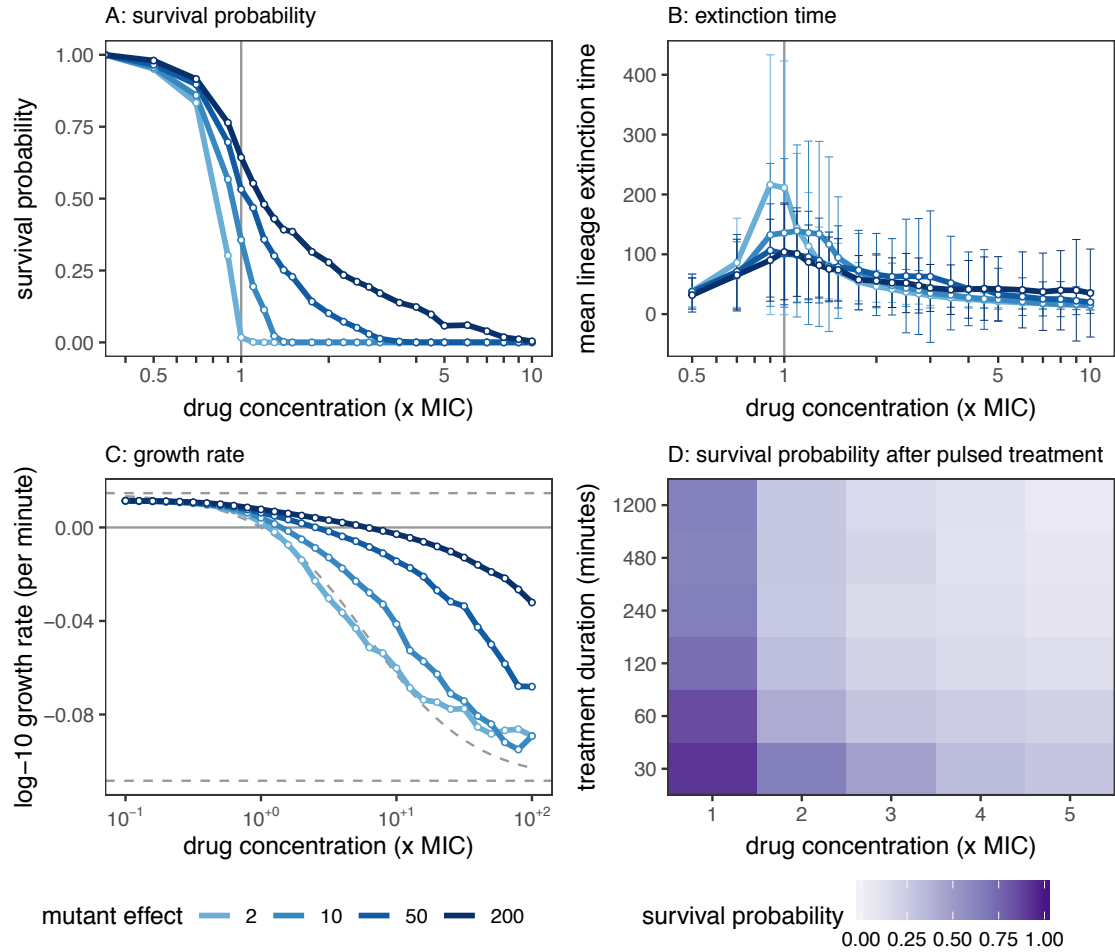 A: survival probability
survival probability
1.00
0.75
0.50
0.25
0.00
0.5 1 5 10
drug concentration (x MIC)
B: extinction time
mean lineage extinction time
400
300
200
100
0
0.5 1 5 10
drug concentration (x MIC)
C: growth rate
log−10 growth rate (per minute)
0.00
−0.04
−0.08
10⁻¹ 10⁺⁰ 10⁺¹ 10⁺²
drug concentration (x MIC)
D: survival probability after pulsed treatment
treatment duration (minutes)
1200
480
240
120
60
30
1 2 3 4 5
drug concentration (x MIC)
mutant effect 2 10 50 200
survival probability
0.00 0.25 0.50 0.75 1.00